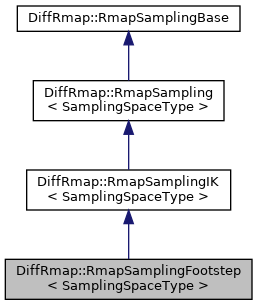 DiffRmap::RmapSamplingBase
DiffRmap::RmapSampling
< SamplingSpaceType >
DiffRmap::RmapSamplingIK
< SamplingSpaceType >
DiffRmap::RmapSamplingFootstep
< SamplingSpaceType >